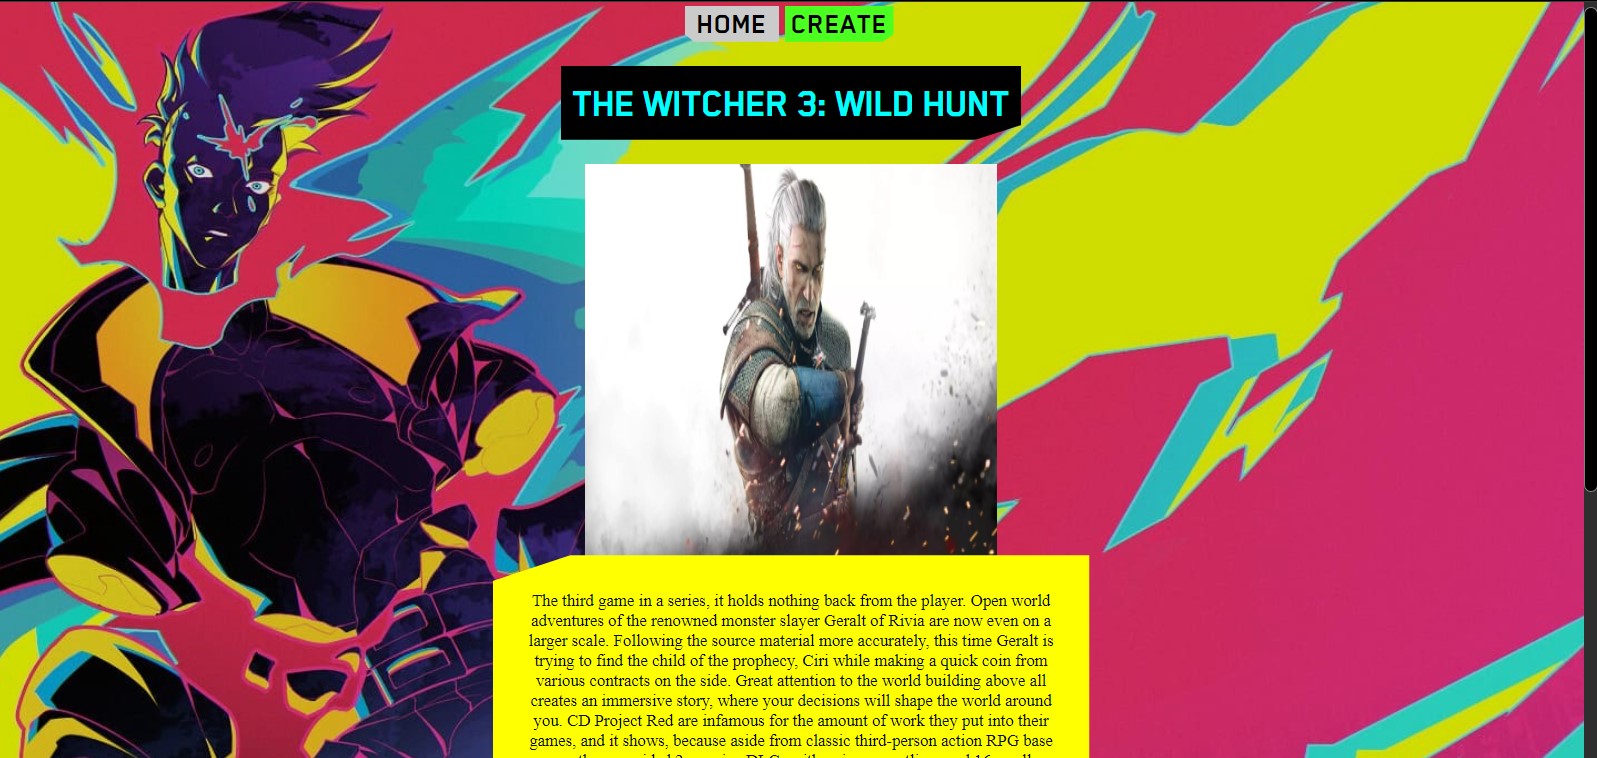 HOME CREATE
THE WITCHER 3: WILD HUNT
The third game in a series, it holds nothing back from the player. Open world
adventures of the renowned monster slayer Geralt of Rivia are now even on a
larger scale. Following the source material more accurately, this time Geralt is
trying to find the child of the prophecy, Ciri while making a quick coin from
various contracts on the side. Great attention to the world building above all
creates an immersive story, where your decisions will shape the world around
you. CD Project Red are infamous for the amount of work they put into their
games, and it shows, because aside from classic third-person action RPG base